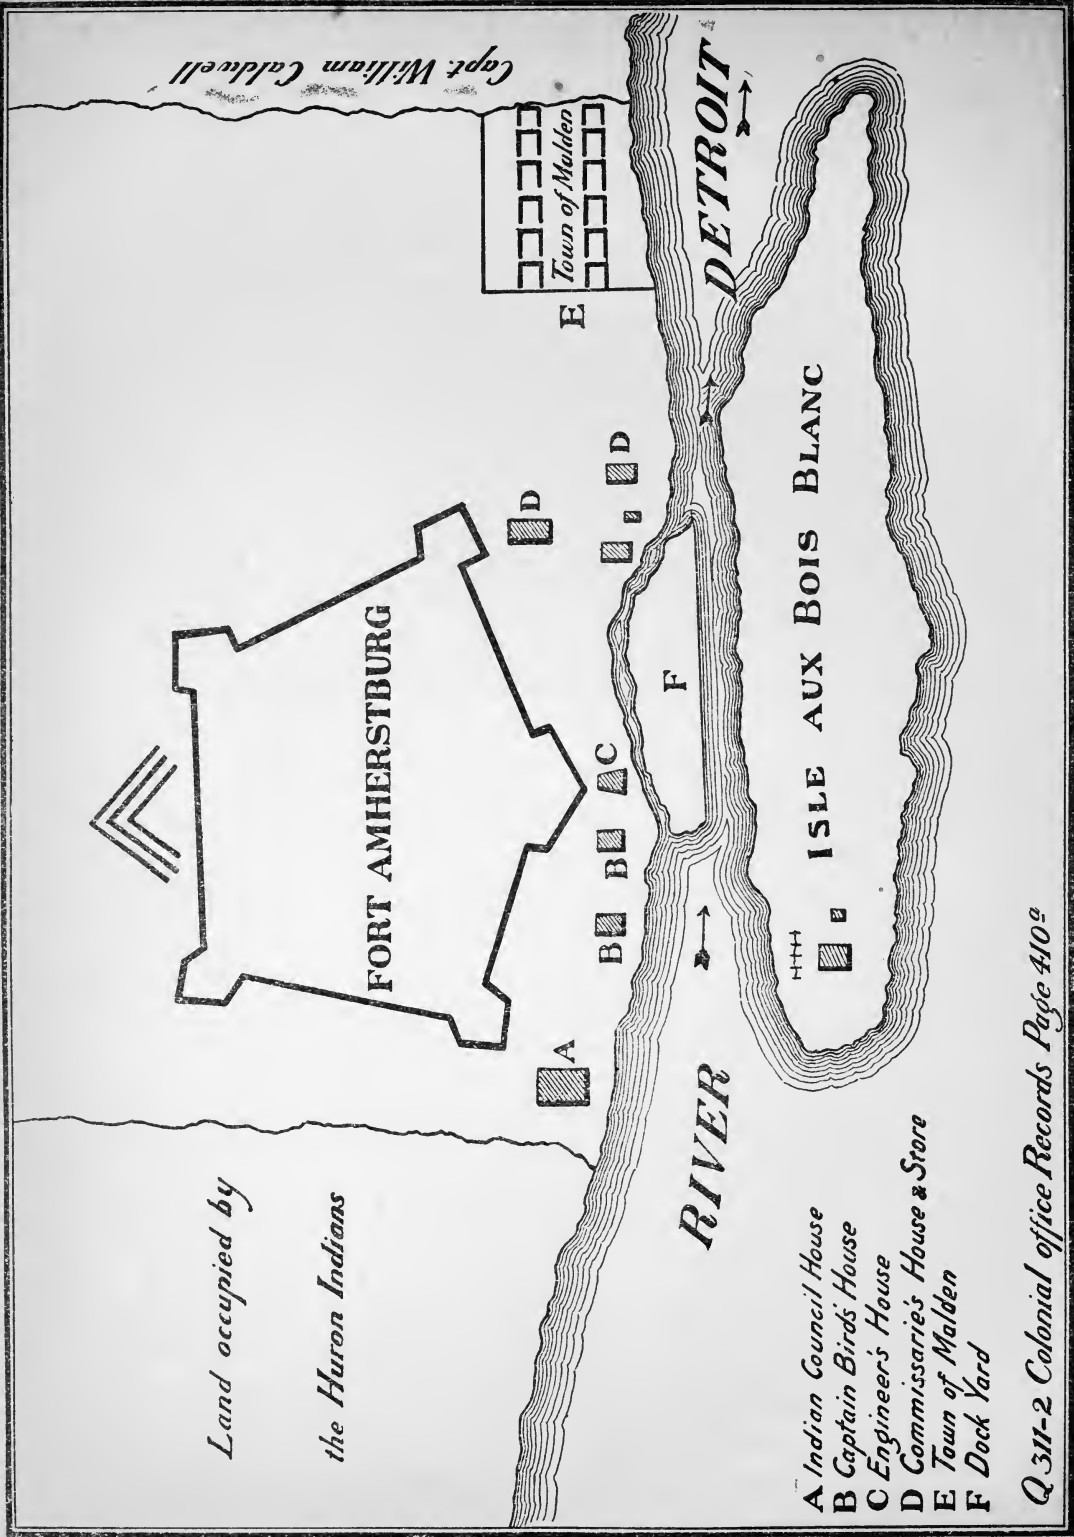 Capt. William Caldwell
Land occupied by
the Huron Indians
FORT AMHERSTBURG
Town of Malden
E
A
B
B
C
D
D
F
RIVER
DETROIT
ISLE AUX BOIS BLANC
A Indian Council House
B Captain Bird's House
C Engineer's House
D Commissarie's House & Store
E Town of Malden
F Dock Yard
Q 311-2 Colonial office Records Page 410a